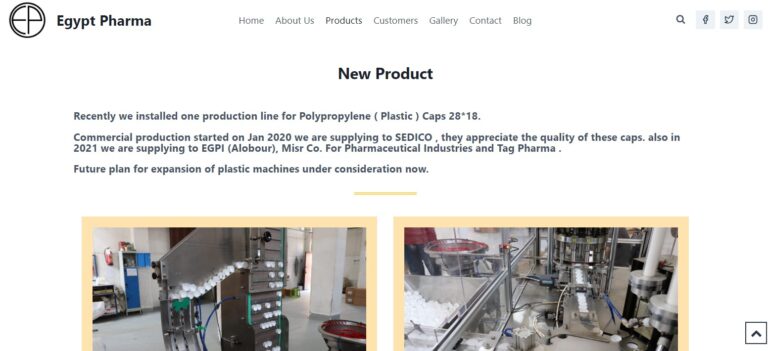 Egypt Pharma
Home About Us Products Customers Gallery Contact Blog
New Product
Recently we installed one production line for Polypropylene ( Plastic ) Caps 28*18.
Commercial production started on Jan 2020 we are supplying to SEDICO , they appreciate the quality of these caps. also in
2021 we are supplying to EGPI (Alobour), Misr Co. For Pharmaceutical Industries and Tag Pharma .
Future plan for expansion of plastic machines under consideration now.